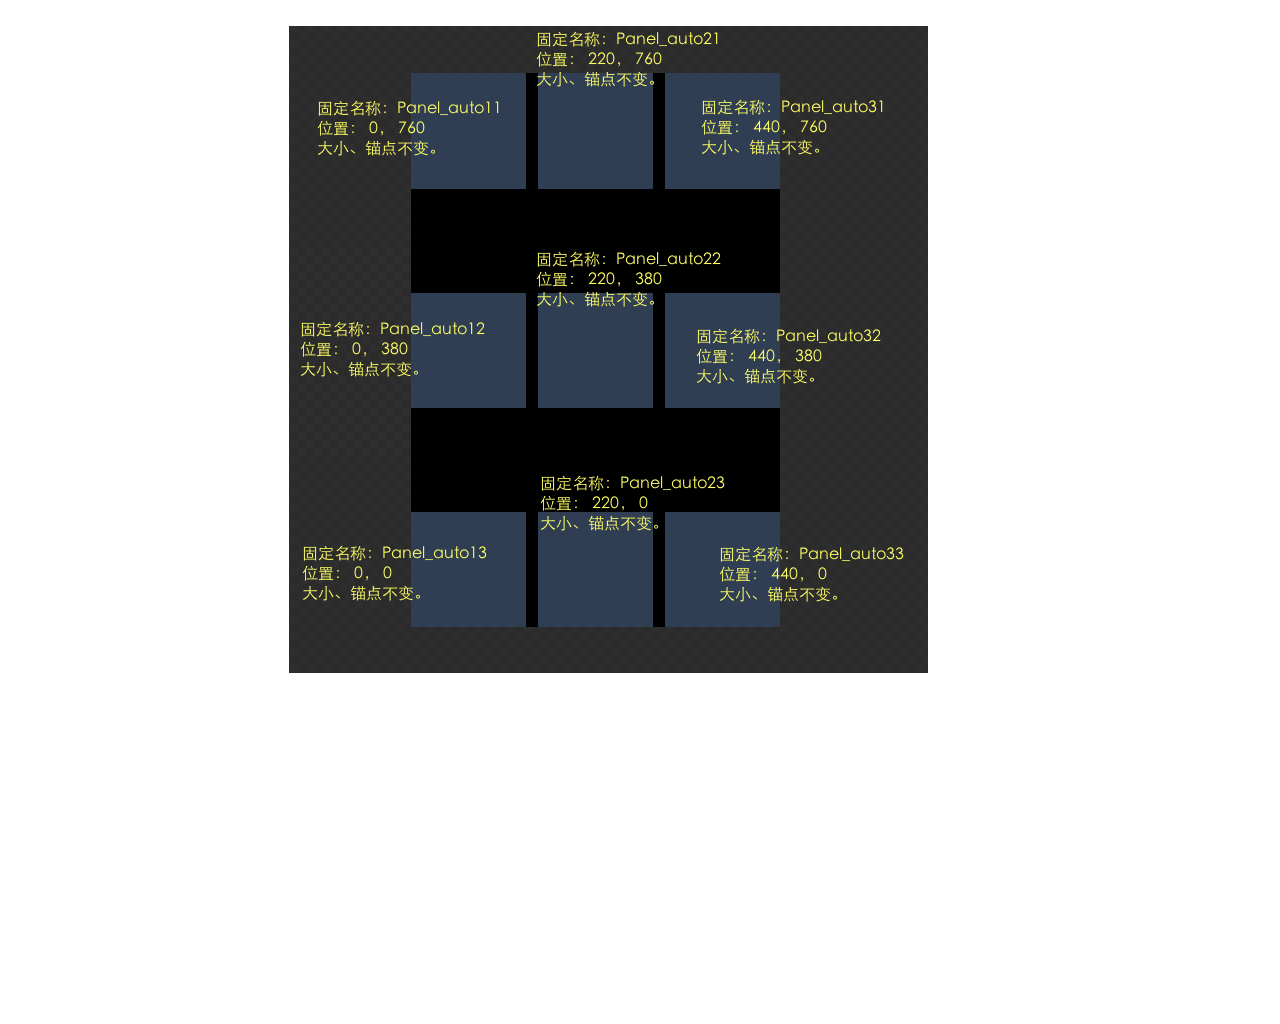 固定名称：Panel_auto21
位置： 220， 760
大小、锚点不变。
固定名称：Panel_auto11
位置： 0， 760
大小、锚点不变。
固定名称：Panel_auto31
位置： 440， 760
大小、锚点不变。
固定名称：Panel_auto22
位置： 220， 380
大小、锚点不变。
固定名称：Panel_auto12
位置： 0， 380
大小、锚点不变。
固定名称：Panel_auto32
位置： 440， 380
大小、锚点不变。
固定名称：Panel_auto23
位置： 220， 0
大小、锚点不变。
固定名称：Panel_auto13
位置： 0， 0
大小、锚点不变。
固定名称：Panel_auto33
位置： 440， 0
大小、锚点不变。